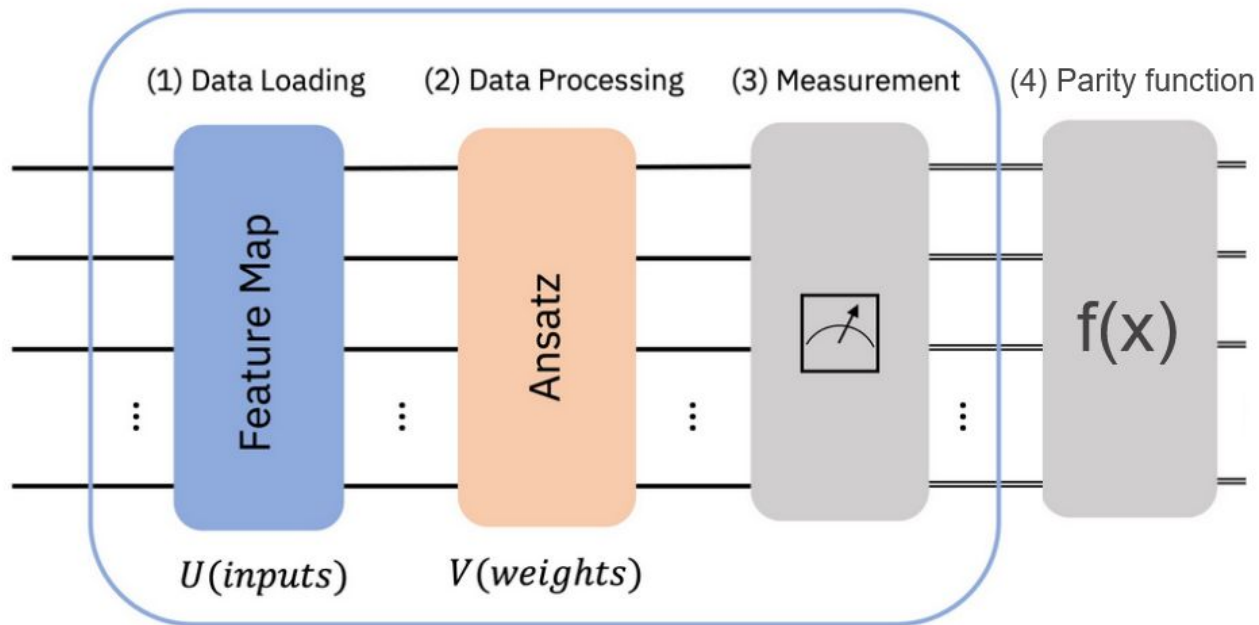 (1) Data Loading
(2) Data Processing
(3) Measurement
(4) Parity function
Feature Map
Ansatz
f(x)
U(inputs)
V(weights)